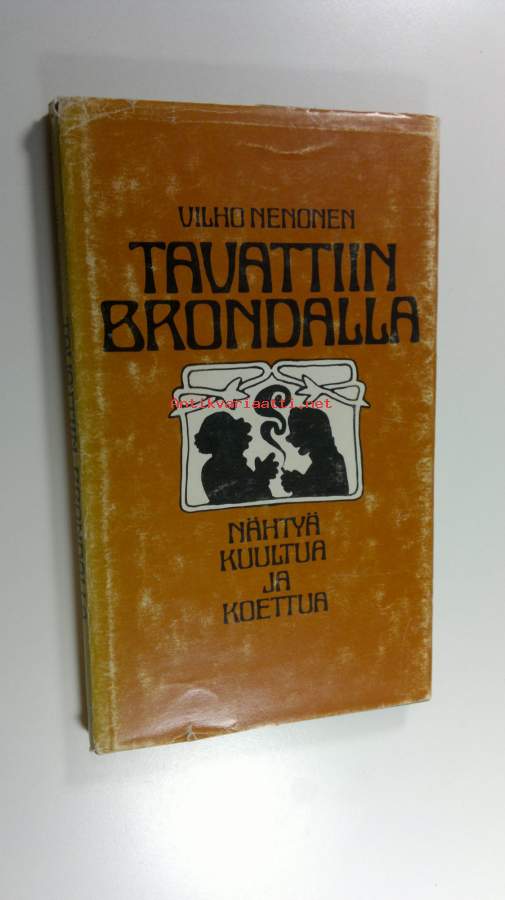 VILHO NENONEN
TAVATTIIN
BRONDALLA
Antikvariaatti.net
NÄHTYÄ
KUULTUA
JA
KOETTUA